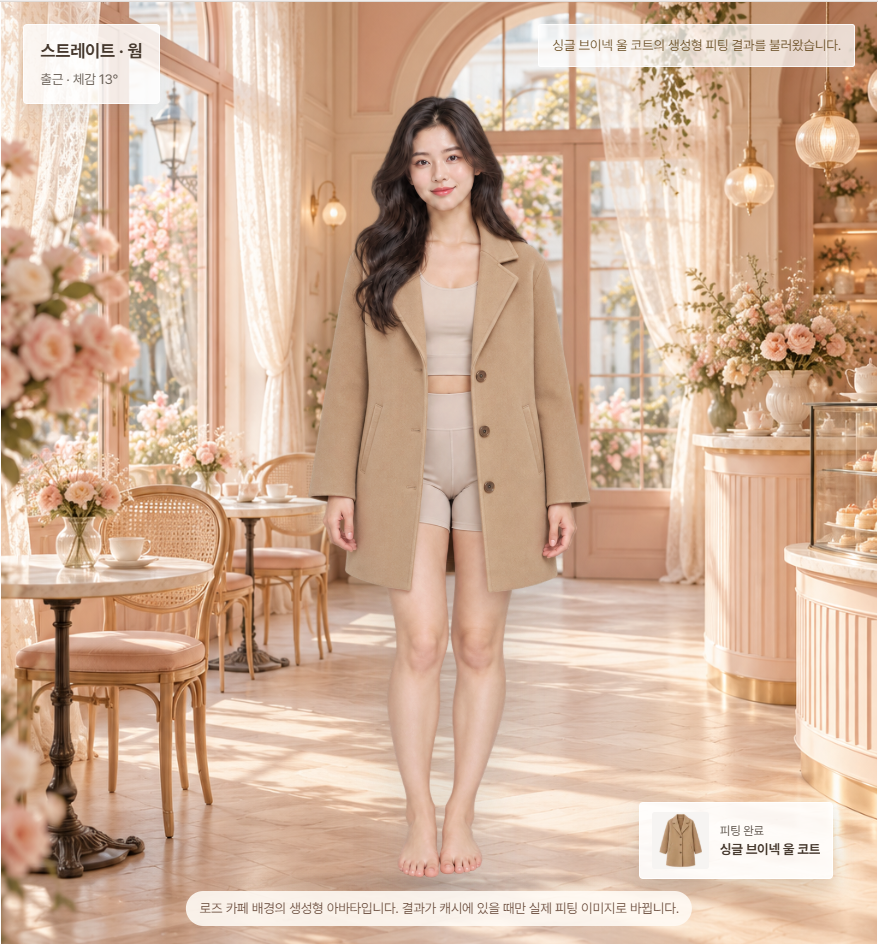 스트레이트 · 웜
출근 · 체감 13°
싱글 브이넥 울 코트의 생성형 피팅 결과를 불러왔습니다.
피팅 완료
싱글 브이넥 울 코트
로즈 카페 배경의 생성형 아바타입니다. 결과가 캐시에 있을 때만 실제 피팅 이미지로 바뀝니다.